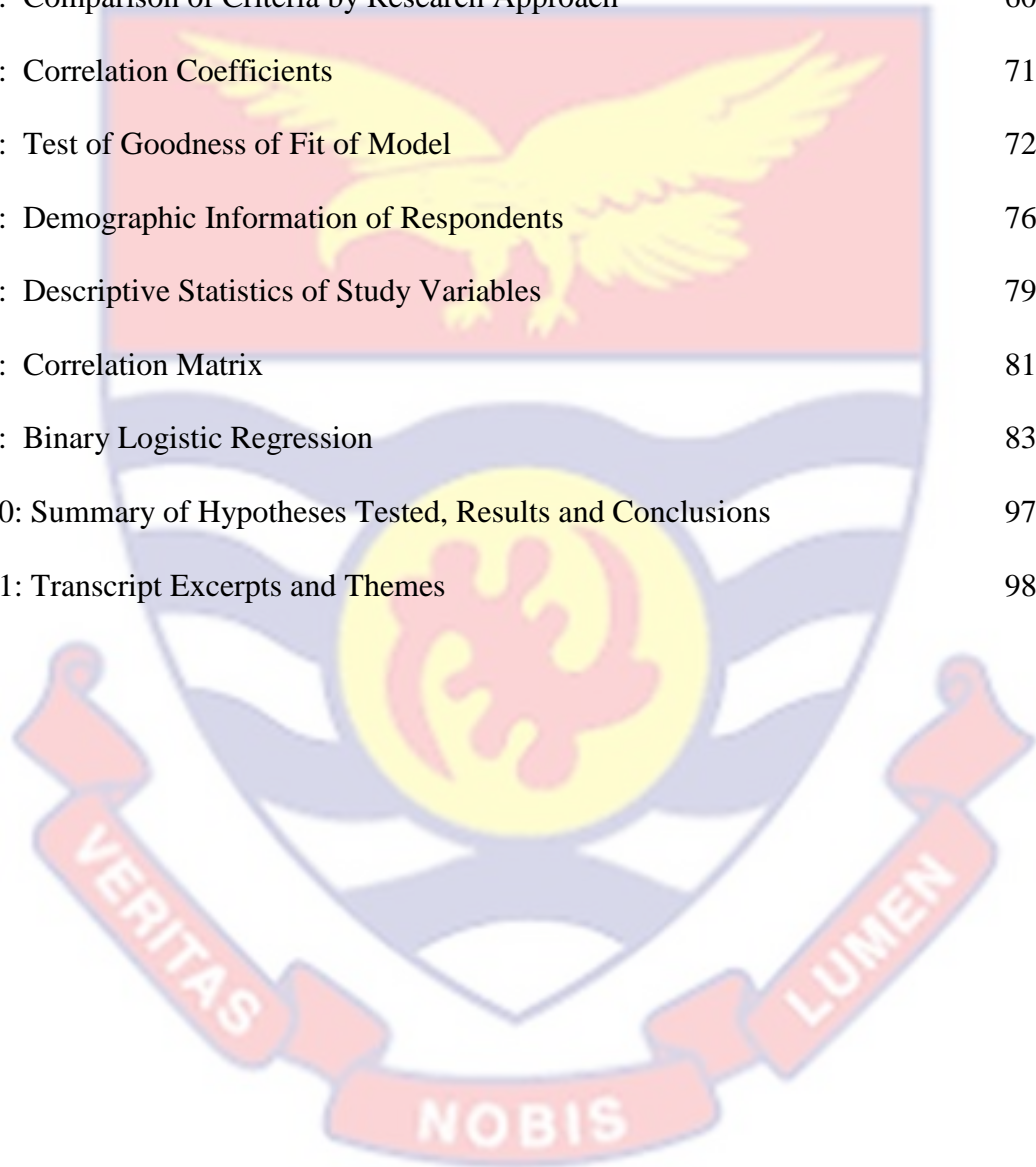 : Comparison of Criteria by Research Approach 60
: Correlation Coefficients 71
: Test of Goodness of Fit of Model 72
: Demographic Information of Respondents 76
: Descriptive Statistics of Study Variables 79
: Correlation Matrix 81
: Binary Logistic Regression 83
0: Summary of Hypotheses Tested, Results and Conclusions 97
1: Transcript Excerpts and Themes 98
VERITAS
NOBIS
LUMEN